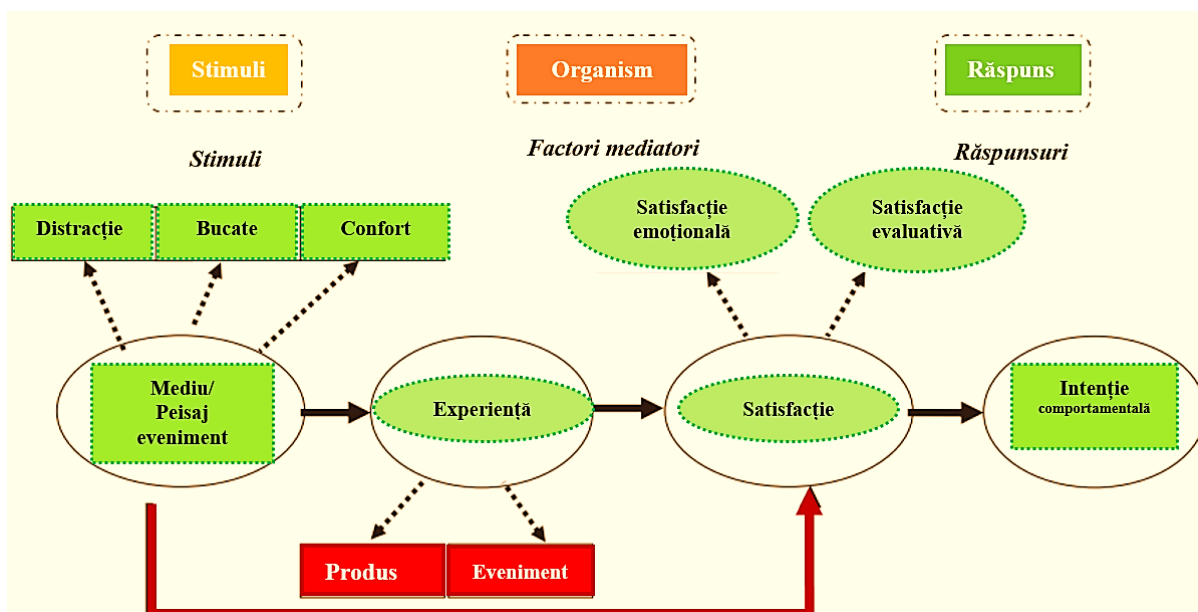 Stimuli
Organism
Răspuns
Stimuli
Factori mediatori
Răspunsuri
Distracție
Bucate
Confort
Satisfacție
emoțională
Satisfacție
evaluativă
Mediu/
Peisaj
eveniment
Experiență
Satisfacție
Intenție
comportamentală
Produs
Eveniment